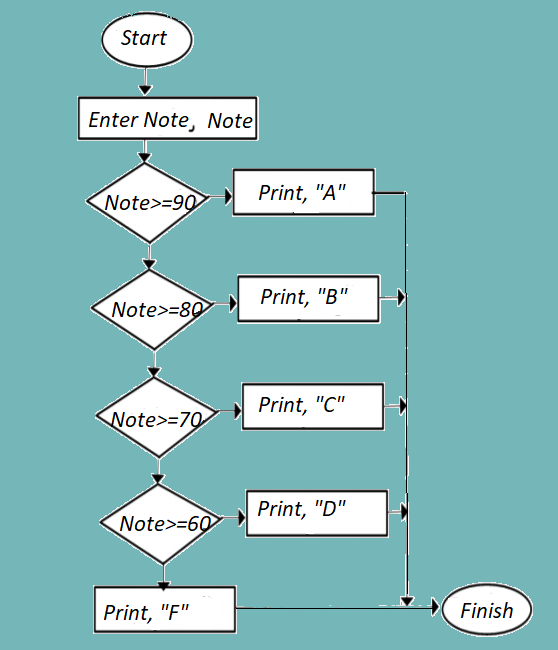 Start
Enter Note, Note
Note>=90
Print, "A"
Note>=80
Print, "B"
Note>=70
Print, "C"
Note>=60
Print, "D"
Print, "F"
Finish